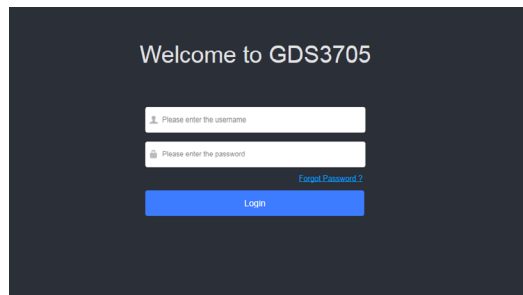 Welcome to GDS3705
Please enter the username
Please enter the password
Forgot Password ?
Login